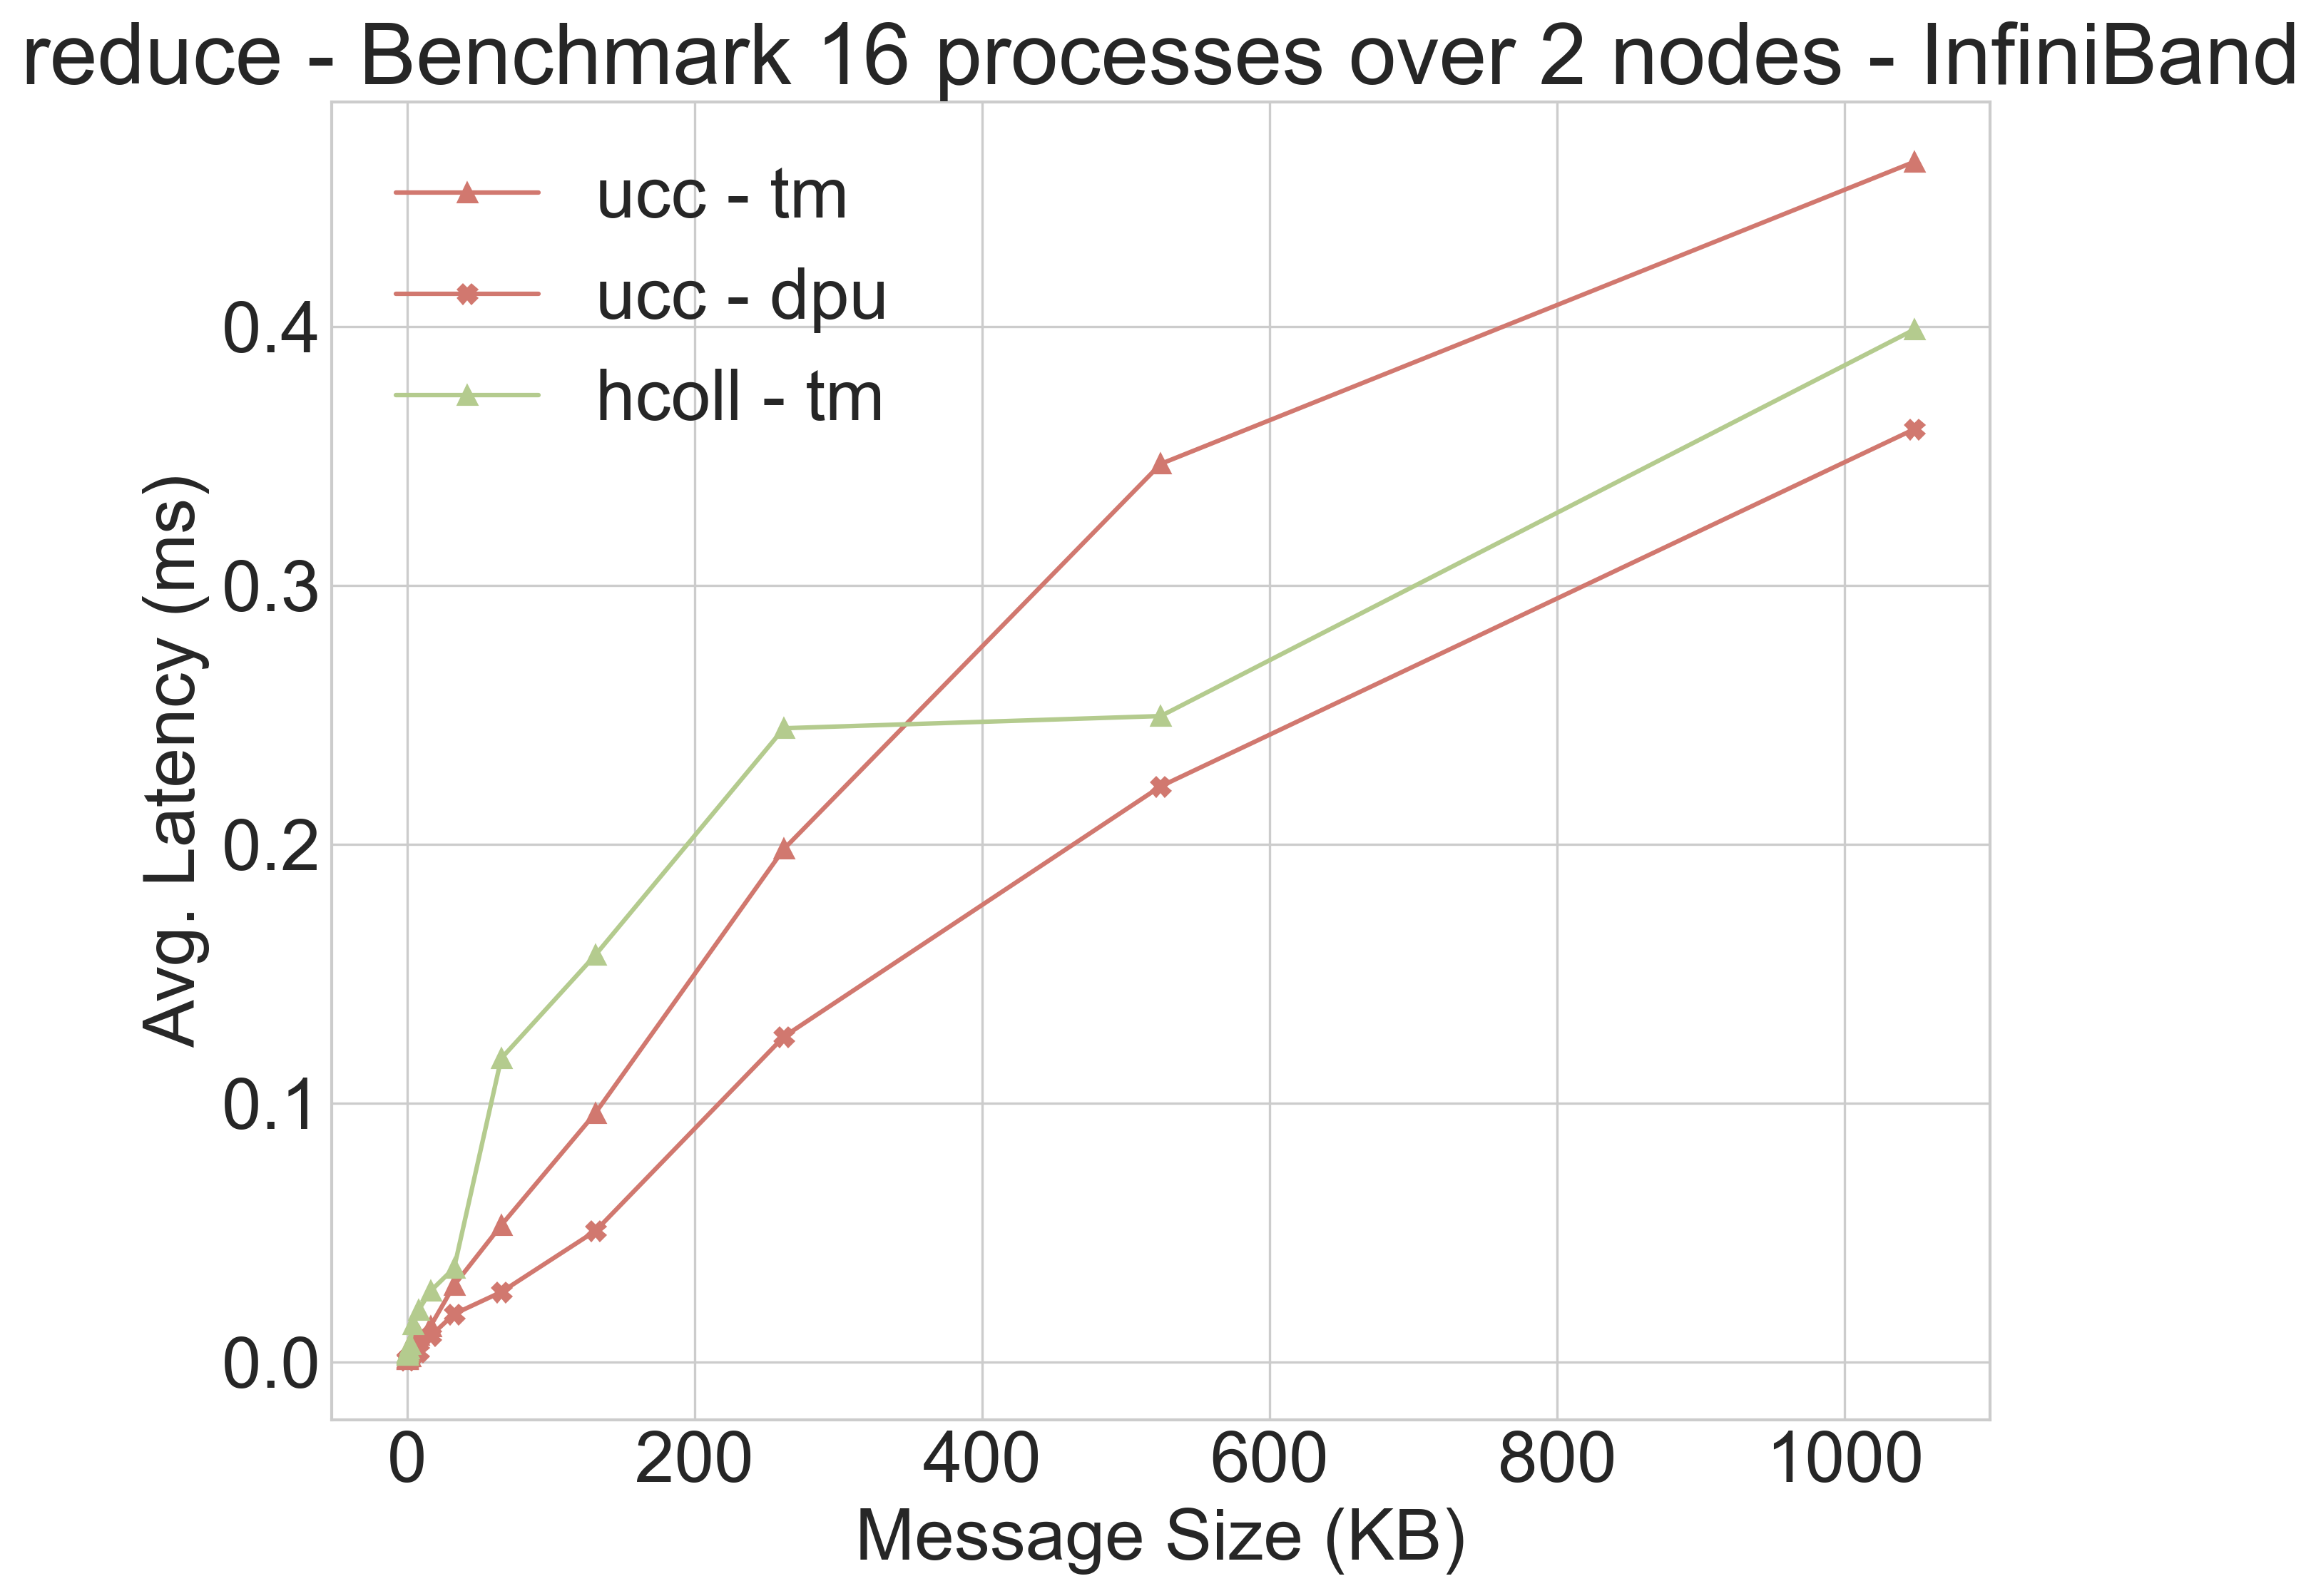 reduce - Benchmark 16 processes over 2 nodes - InfiniBand
ucc - tm
ucc - dpu
hcoll - tm
Avg. Latency (ms)
0.4
0.3
0.2
0.1
0.0
0 200 400 600 800 1000
Message Size (KB)